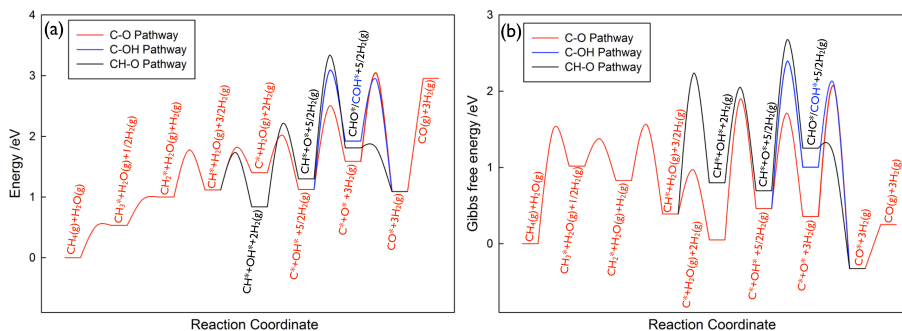 (a)
C-O Pathway
C-OH Pathway
CH-O Pathway
Energy /eV
4
3
2
1
0
CH₄(g)+H₂O(g)
CH₃*+H₂O(g)+1/2H₂(g)
CH₂*+H₂O(g)+H₂(g)
CH*+H₂O(g)+3/2H₂(g)
CH*+OH*+2H₂(g)
C*+H₂O(g)+2H₂(g)
CH*+O*+5/2H₂(g)
C*+OH* +5/2H₂(g)
CHO*/COH*+5/2H₂(g)
C*+O* +3H₂(g)
CO*+3H₂(g)
CO(g)+3H₂(g)
Reaction Coordinate
(b)
C-O Pathway
C-OH Pathway
CH-O Pathway
Gibbs free energy /eV
3
2
1
0
CH₄(g)+H₂O(g)
CH₃*+H₂O(g)+1/2H₂(g)
CH₂*+H₂O(g)+H₂(g)
CH*+H₂O(g)+3/2H₂(g)
C*+H₂O(g)+2H₂(g)
CH*+OH*+2H₂(g)
CH*+O*+5/2H₂(g)
C*+OH* +5/2H₂(g)
CHO*/COH*+5/2H₂(g)
C*+O* +3H₂(g)
CO*+3H₂(g)
CO(g)+3H₂(g)
Reaction Coordinate